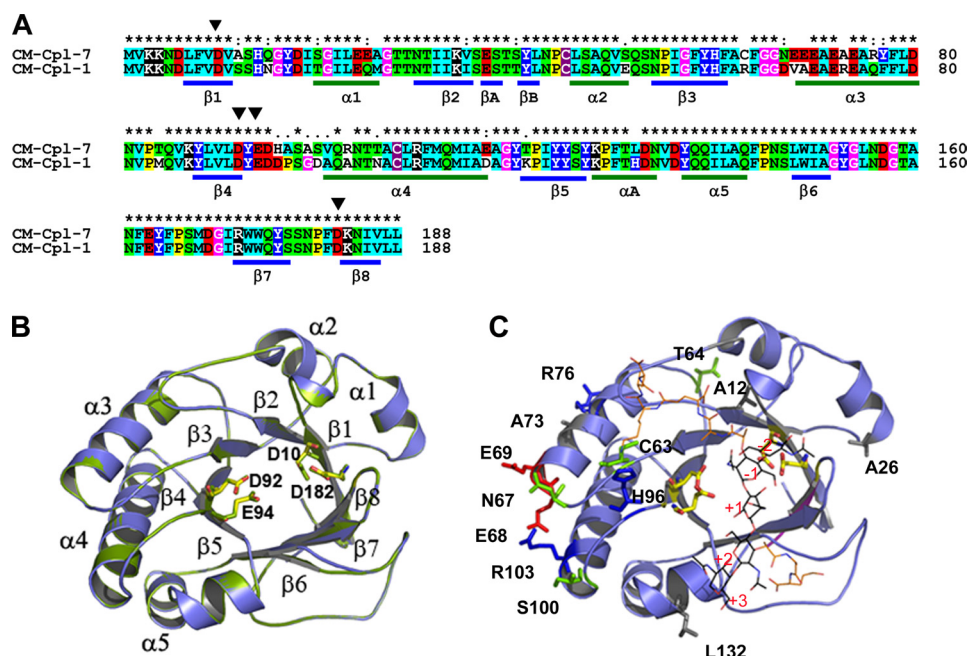 A
CM-Cpl-7 MVKKNDLFVDVASHQGYDISGILEEAGTTNTIIKVSESTSYLNPCLSAQVSQSNPIGFYHFACFGGNEEEAEAEARYFLD 80
CM-Cpl-1 MVKKNDLFVDVSSHNGYDITGILEQMGTTNTIIKISESTTYLNPCLSAQVEQSNPIGFYHFARFGGDVAEAEREAQFFLD 80
β1 α1 β2 βA βB α2 β3 α3
CM-Cpl-7 NVPTQVKYLVLDYEDHASASVQRNTTACLRFMQMIAEAGYTPIYYSYKPFTLDNVDYQQILAQFPNSLWIAGYGLNDGTA 160
CM-Cpl-1 NVPMQVKYLVLDYEDDPSGDAQANTNACLRFMQMIADAGYKPIYYSYKPFTHDNVDYQQILAQFPNSLWIAGYGLNDGTA 160
β4 α4 β5 αA α5 β6
****************************
CM-Cpl-7 NFEYFPSMDGIRWWQYSSNPFDKNIVLL 188
CM-Cpl-1 NFEYFPSMDGIRWWQYSSNPFDKNIVLL 188
β7 β8
B
α2
α1
α3
β2
β3
β1
D10
D92
D182
E94
β4
β8
α4
β5
β7
β6
α5
C
T64
R76
A12
A73
C63
E69
-2
A26
-1
N67
H96
+1
E68
R103
+2
S100
+3
L132